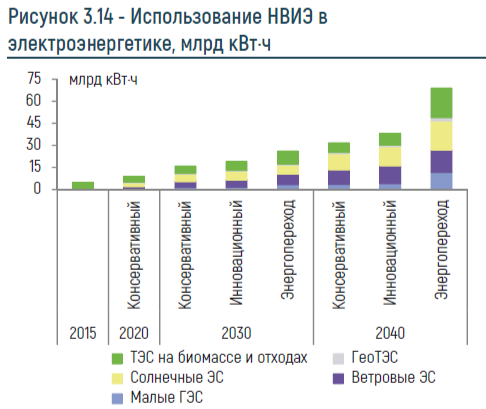 Рисунок 3.14 - Использование НВИЭ в
электроэнергетике, млрд кВт·ч
млрд кВт·ч
75
60
45
30
15
0
Консервативный
Консервативный
Инновационный
Энергопереход
Консервативный
Инновационный
Энергопереход
2015
2020
2030
2040
ТЭС на биомассе и отходах
ГеоТЭС
Солнечные ЭС
Ветровые ЭС
Малые ГЭС